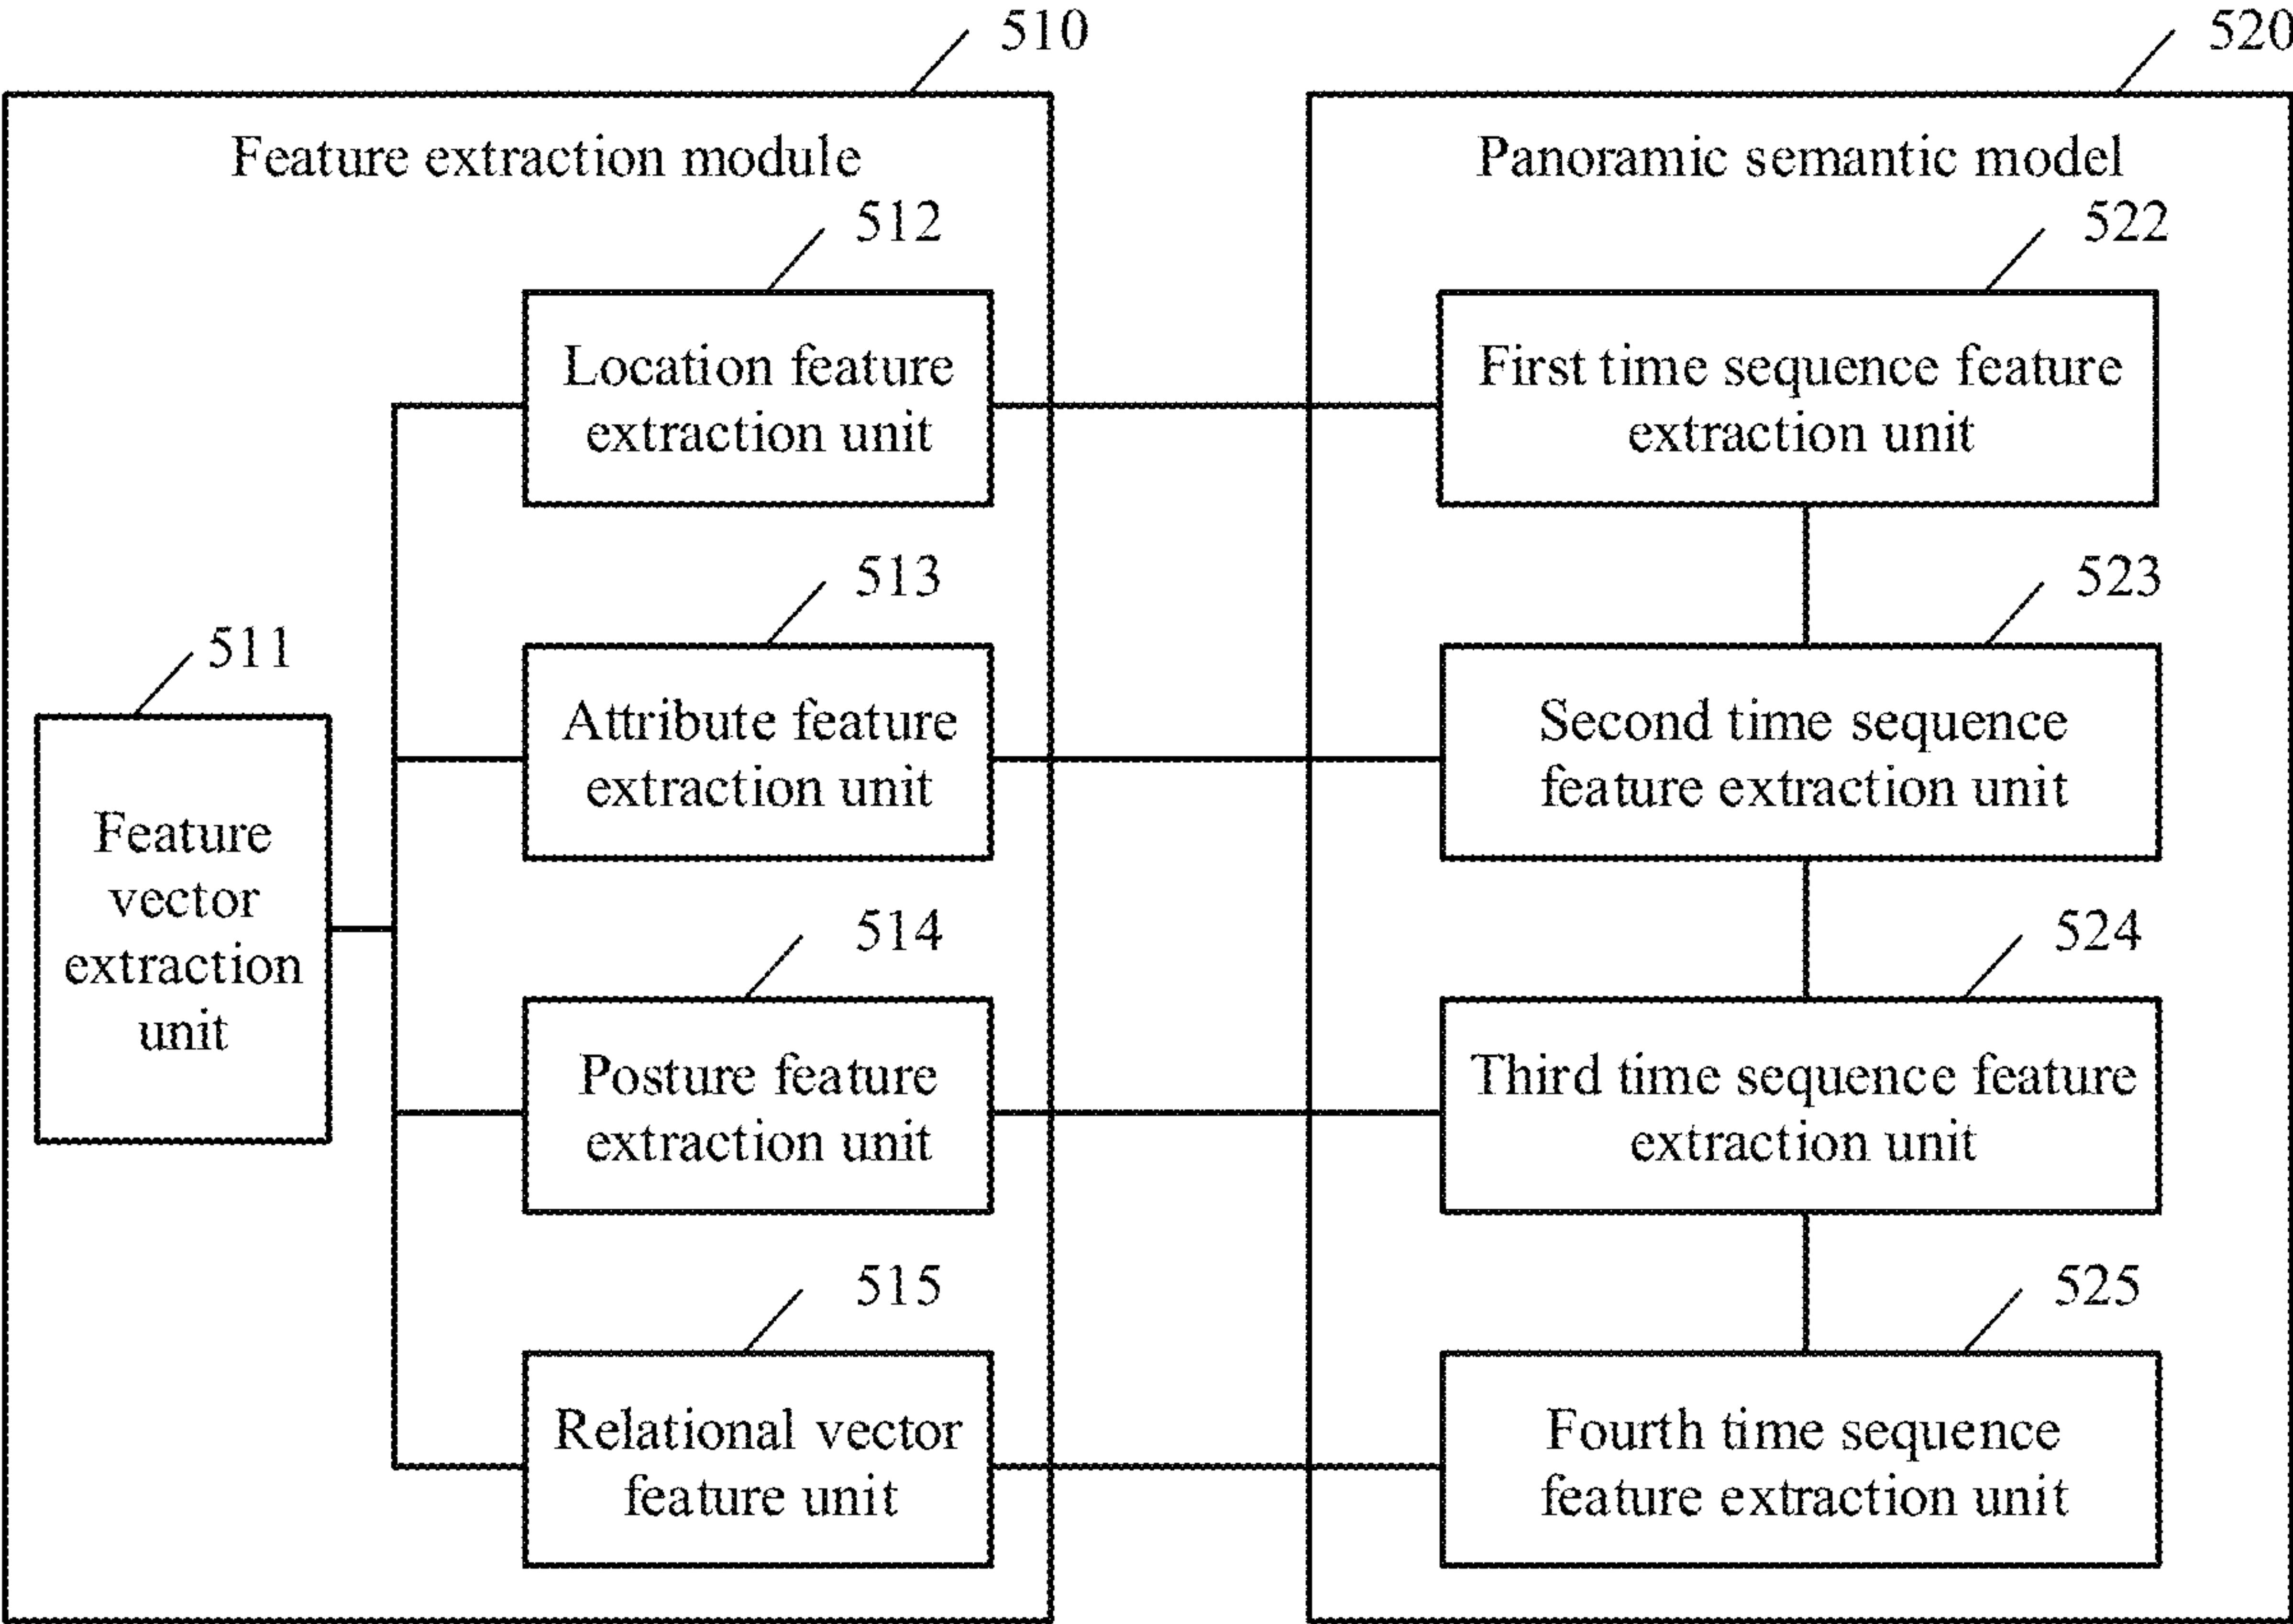 510
520
Feature extraction module
Panoramic semantic model
512
522
Location feature
extraction unit
First time sequence feature
extraction unit
513
523
511
Attribute feature
extraction unit
Second time sequence
feature extraction unit
Feature
vector
extraction
unit
514
524
Posture feature
extraction unit
Third time sequence feature
extraction unit
515
525
Relational vector
feature unit
Fourth time sequence
feature extraction unit